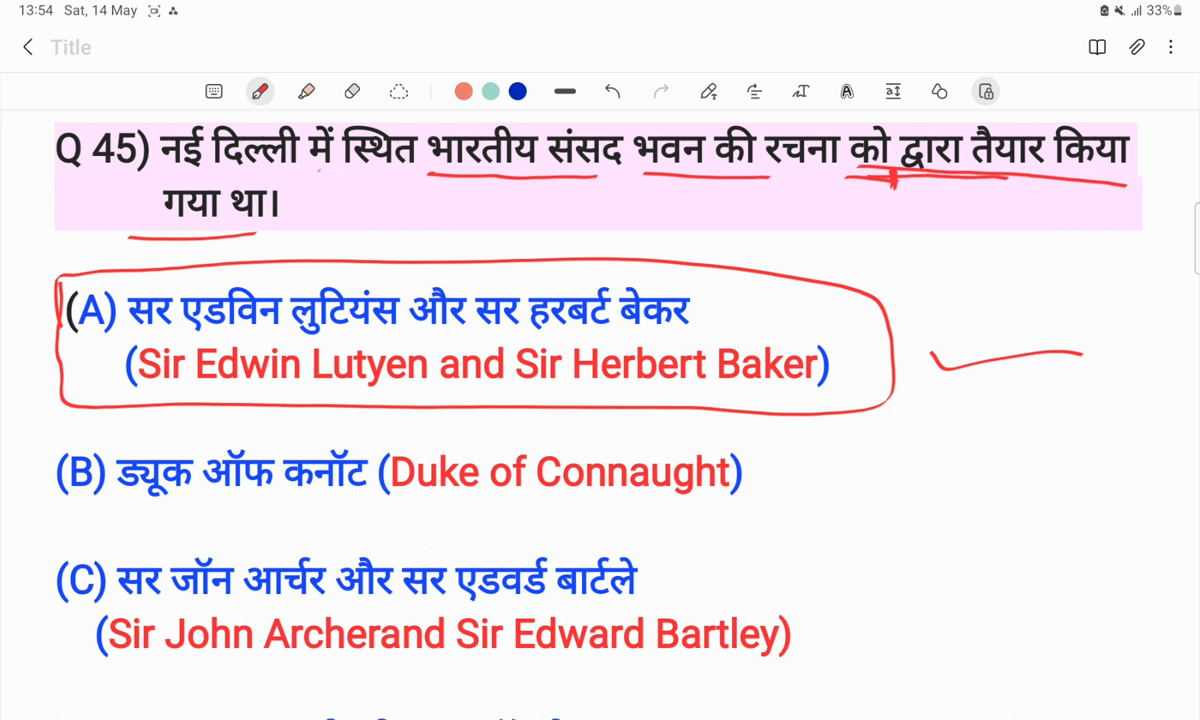 13:54 Sat, 14 May 33%
Title
Q 45) नई दिल्ली में स्थित भारतीय संसद भवन की रचना को द्वारा तैयार किया
गया था।
(A) सर एडविन लुटियंस और सर हरबर्ट बेकर
(Sir Edwin Lutyen and Sir Herbert Baker)
(B) ड्यूक ऑफ कनॉट (Duke of Connaught)
(C) सर जॉन आर्चर और सर एडवर्ड बार्टले
(Sir John Archerand Sir Edward Bartley)